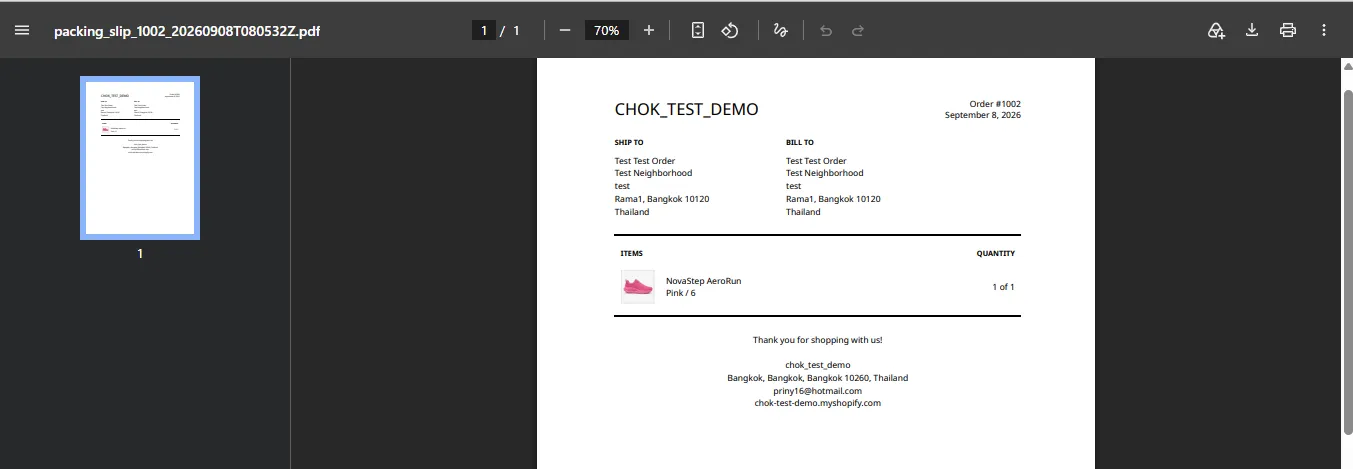 packing_slip_1002_20260908T080532Z.pdf
1 / 1
70%
1
CHOK_TEST_DEMO
Order #1002
September 8, 2026
SHIP TO
Test Test Order
Test Neighborhood
test
Rama1, Bangkok 10120
Thailand
BILL TO
Test Test Order
Test Neighborhood
test
Rama1, Bangkok 10120
Thailand
ITEMS
QUANTITY
NovaStep AeroRun
Pink / 6
1 of 1
Thank you for shopping with us!
chok_test_demo
Bangkok, Bangkok, Bangkok 10260, Thailand
priny16@hotmail.com
chok-test-demo.myshopify.com